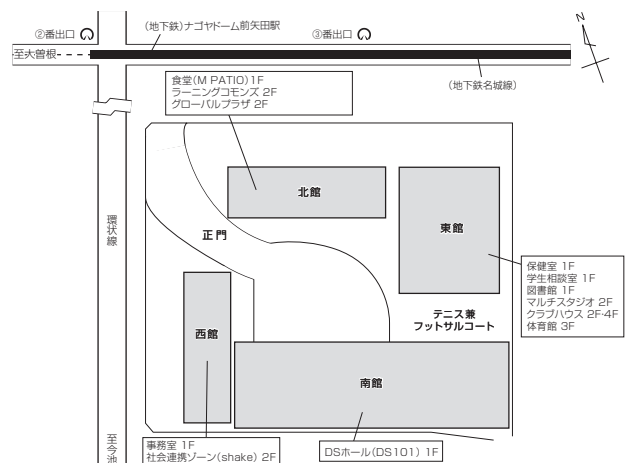 ②番出口
(地下鉄)ナゴヤドーム前矢田駅
③番出口
N
至大曽根
(地下鉄名城線)
食堂(M PATIO)1F
ラーニングコモンズ 2F
グローバルプラザ 2F
北館
東館
環状線
正門
保健室 1F
学生相談室 1F
図書館 1F
マルチスタジオ 2F
クラブハウス 2F·4F
体育館 3F
テニス兼
フットサルコート
西館
南館
至今池
事務室 1F
社会連携ゾーン(shake) 2F
DSホール(DS101) 1F